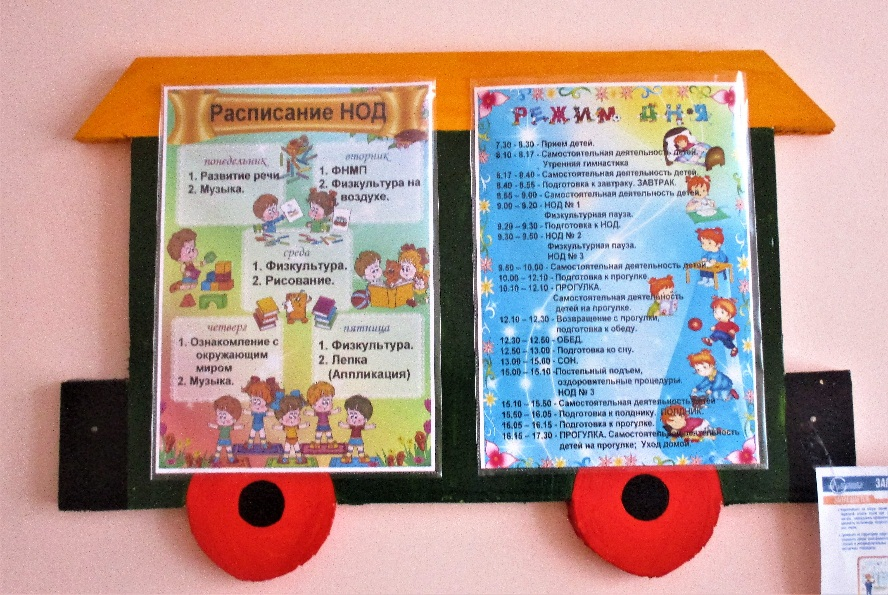 Расписание НОД
понедельник
1. Развитие речи
2. Музыка.
вторник
1. ФНМП
2. Физкультура на
воздухе.
среда
1. Физкультура.
2. Рисование.
четверг
1. Ознакомление с
окружающим
миром
2. Музыка.
пятница
1. Физкультура.
2. Лепка
(Аппликация)
РЕЖИМ ДНЯ
7.30 - 8.30 - Прием детей.
8.10 - 8.17 - Самостоятельная деятельность детей.
Утренняя гимнастика
8.17 - 8.40 - Самостоятельная деятельность детей.
8.40 - 8.55 - Подготовка к завтраку. ЗАВТРАК.
8.55 - 9.00 - Самостоятельная деятельность детей.
9.00 - 9.20 - НОД № 1
Физкультурная пауза.
9.20 – 9.30 - Подготовка к НОД.
9.30 – 9.50 - НОД № 2
Физкультурная пауза.
НОД № 3
9.50 – 10.00 - Самостоятельная деятельность детей
10.00 – 12.10 - Подготовка к прогулке
10.10 – 12.10 - ПРОГУЛКА.
Самостоятельная деятельность
детей на прогулке.
12.10 – 12.30 - Возвращение с прогулки,
подготовка к обеду.
12.30 – 12.50 - ОБЕД.
12.50 – 13.00 - Подготовка ко сну.
13.00 – 15.00 - СОН.
15.00 – 15.10 - Постельный подъем,
оздоровительные процедуры.
НОД № 3
15.10 – 15.50 - Самостоятельная деятельность детей
15.50 – 16.05 - Подготовка к полднику. ПОЛДНИК.
16.05 – 16.15 - Подготовка к прогулке.
16.15 – 17.30 - ПРОГУЛКА. Самостоятельная деятельность
детей на прогулке; Уход домой.